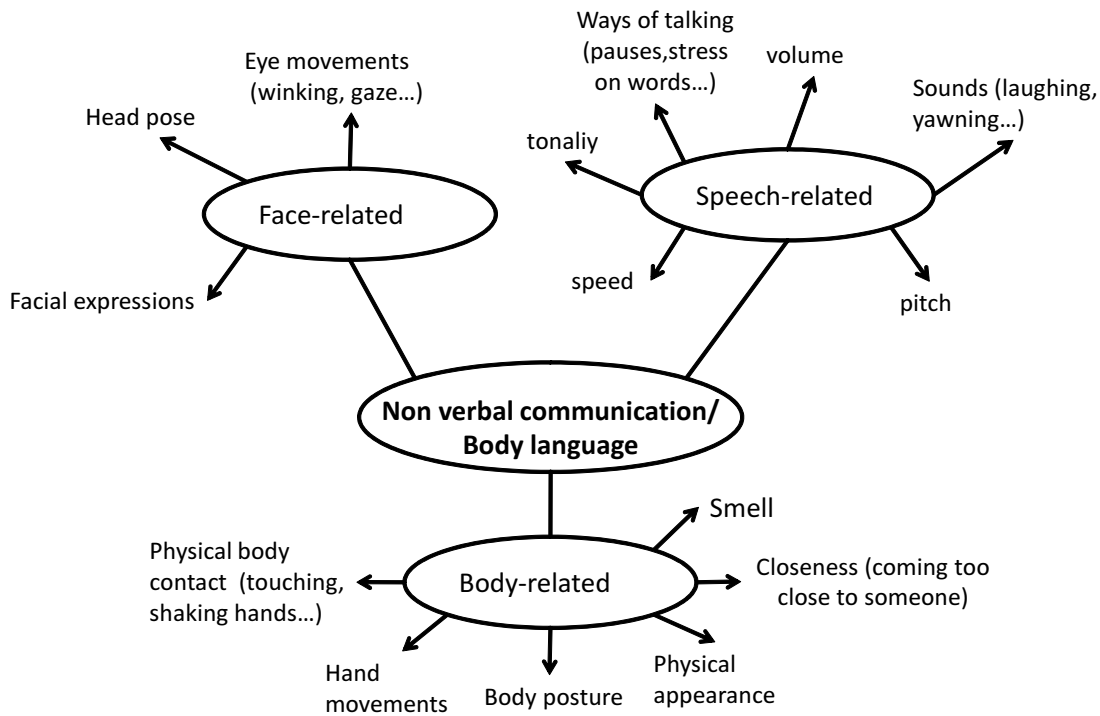 Ways of talking
(pauses,stress
on words…)
volume
Eye movements
(winking, gaze…)
Sounds (laughing,
yawning…)
Head pose
tonaliy
Face-related
Speech-related
Facial expressions
speed
pitch
Non verbal communication/
Body language
Smell
Physical body
contact (touching,
shaking hands…)
Body-related
Closeness (coming too
close to someone)
Hand
movements
Body posture
Physical
appearance